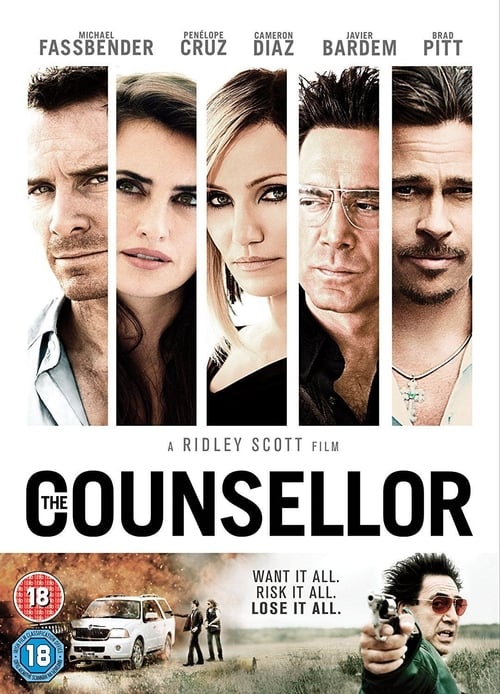 MICHAEL FASSBENDER
PENÉLOPE CRUZ
CAMERON DIAZ
JAVIER BARDEM
BRAD PITT
A RIDLEY SCOTT FILM
THE COUNSELLOR
WANT IT ALL.
RISK IT ALL.
LOSE IT ALL.
18
18